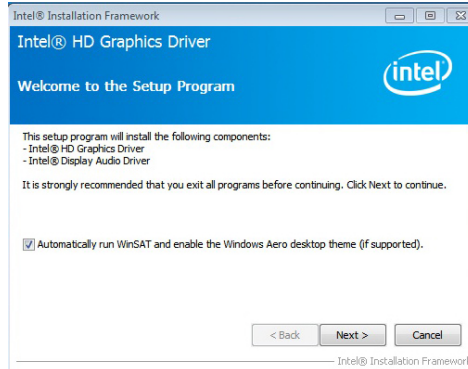 Intel® Installation Framework
Intel® HD Graphics Driver
intel
Welcome to the Setup Program
This setup program will install the following components:
- Intel® HD Graphics Driver
- Intel® Display Audio Driver
It is strongly recommended that you exit all programs before continuing. Click Next to continue.
Automatically run WinSAT and enable the Windows Aero desktop theme (if supported).
< Back Next > Cancel
Intel® Installation Framework